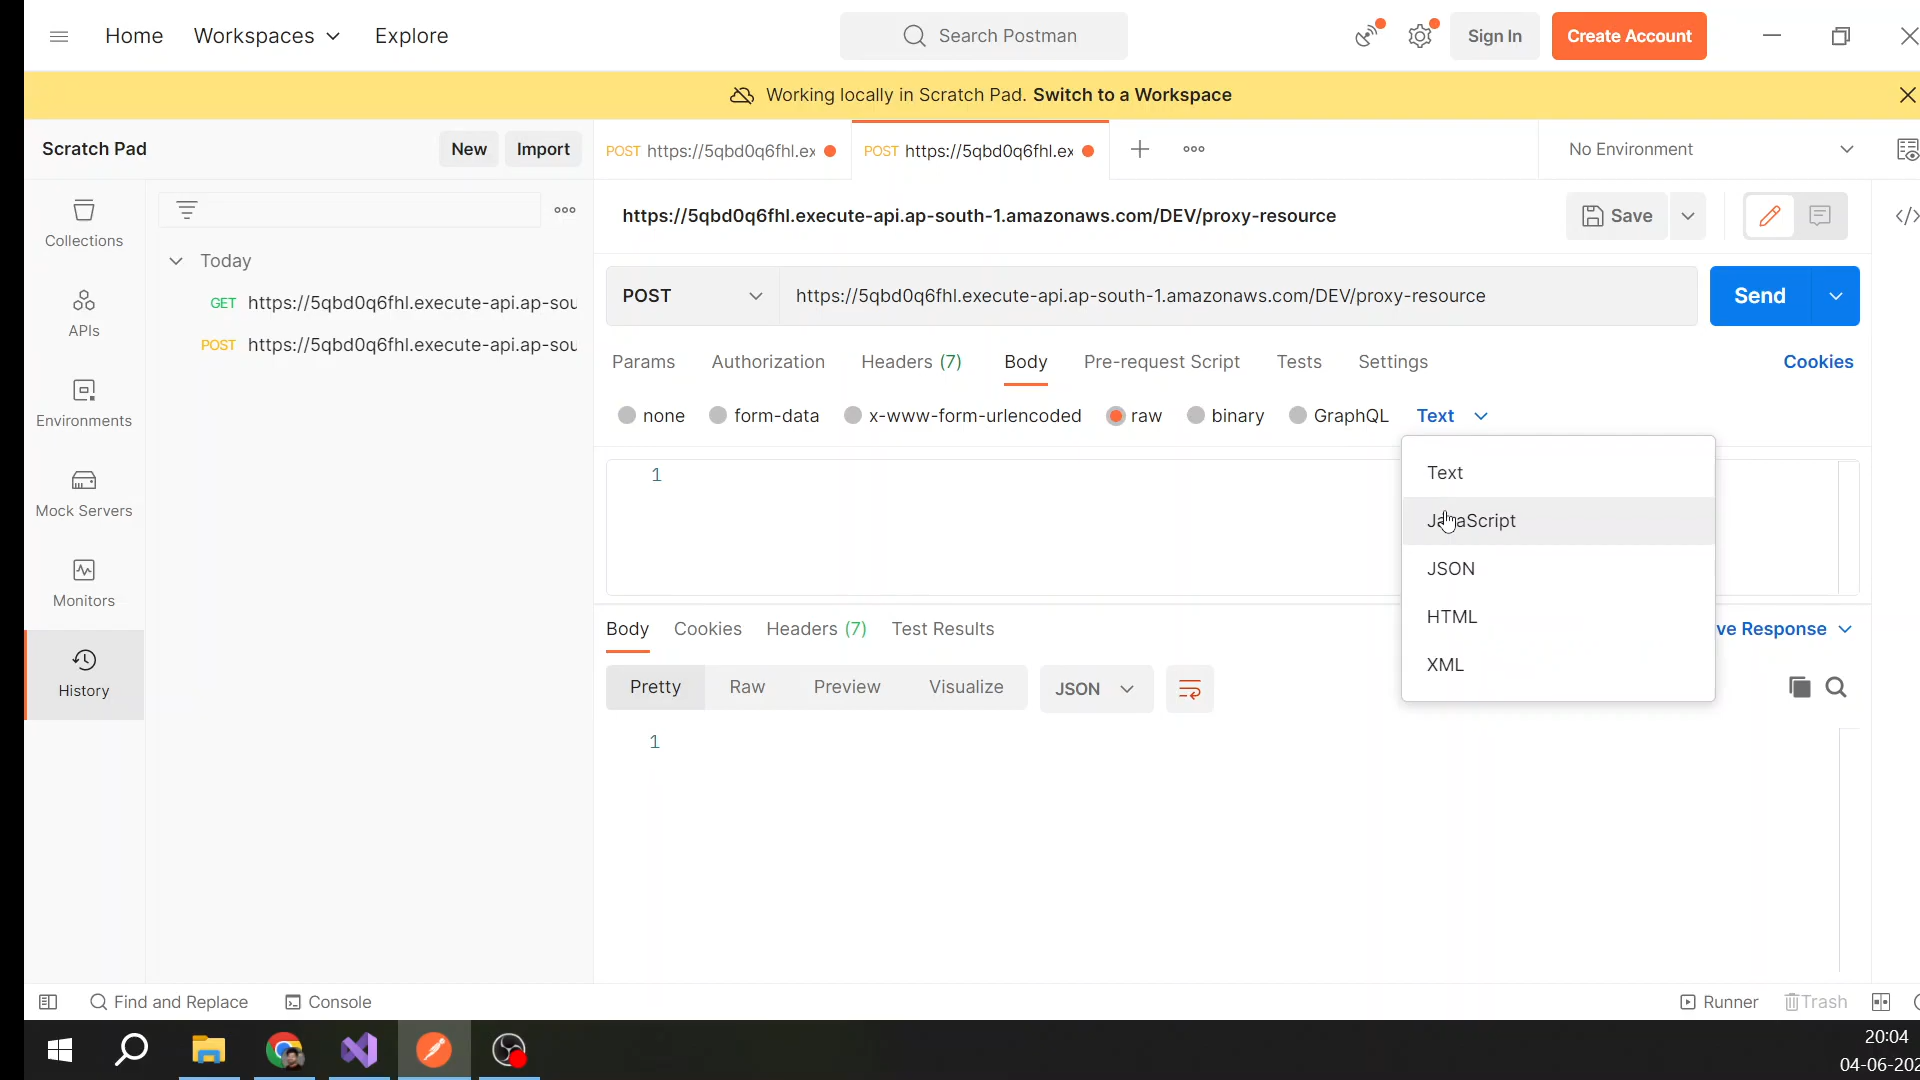 Home Workspaces Explore Search Postman Sign In Create Account
Working locally in Scratch Pad. Switch to a Workspace
Scratch Pad New Import POST https://5qbd0q6fhl.ex POST https://5qbd0q6fhl.ex No Environment
Collections
APIs
Environments
Mock Servers
Monitors
History
Today
GET https://5qbd0q6fhl.execute-api.ap-sou
POST https://5qbd0q6fhl.execute-api.ap-sou
https://5qbd0q6fhl.execute-api.ap-south-1.amazonaws.com/DEV/proxy-resource Save
POST https://5qbd0q6fhl.execute-api.ap-south-1.amazonaws.com/DEV/proxy-resource Send
Params Authorization Headers (7) Body Pre-request Script Tests Settings Cookies
none form-data x-www-form-urlencoded raw binary GraphQL Text
1
Text
JavaScript
JSON
HTML
XML
Body Cookies Headers (7) Test Results ve Response
Pretty Raw Preview Visualize JSON
1
Find and Replace Console Runner Trash
20:04
04-06-202